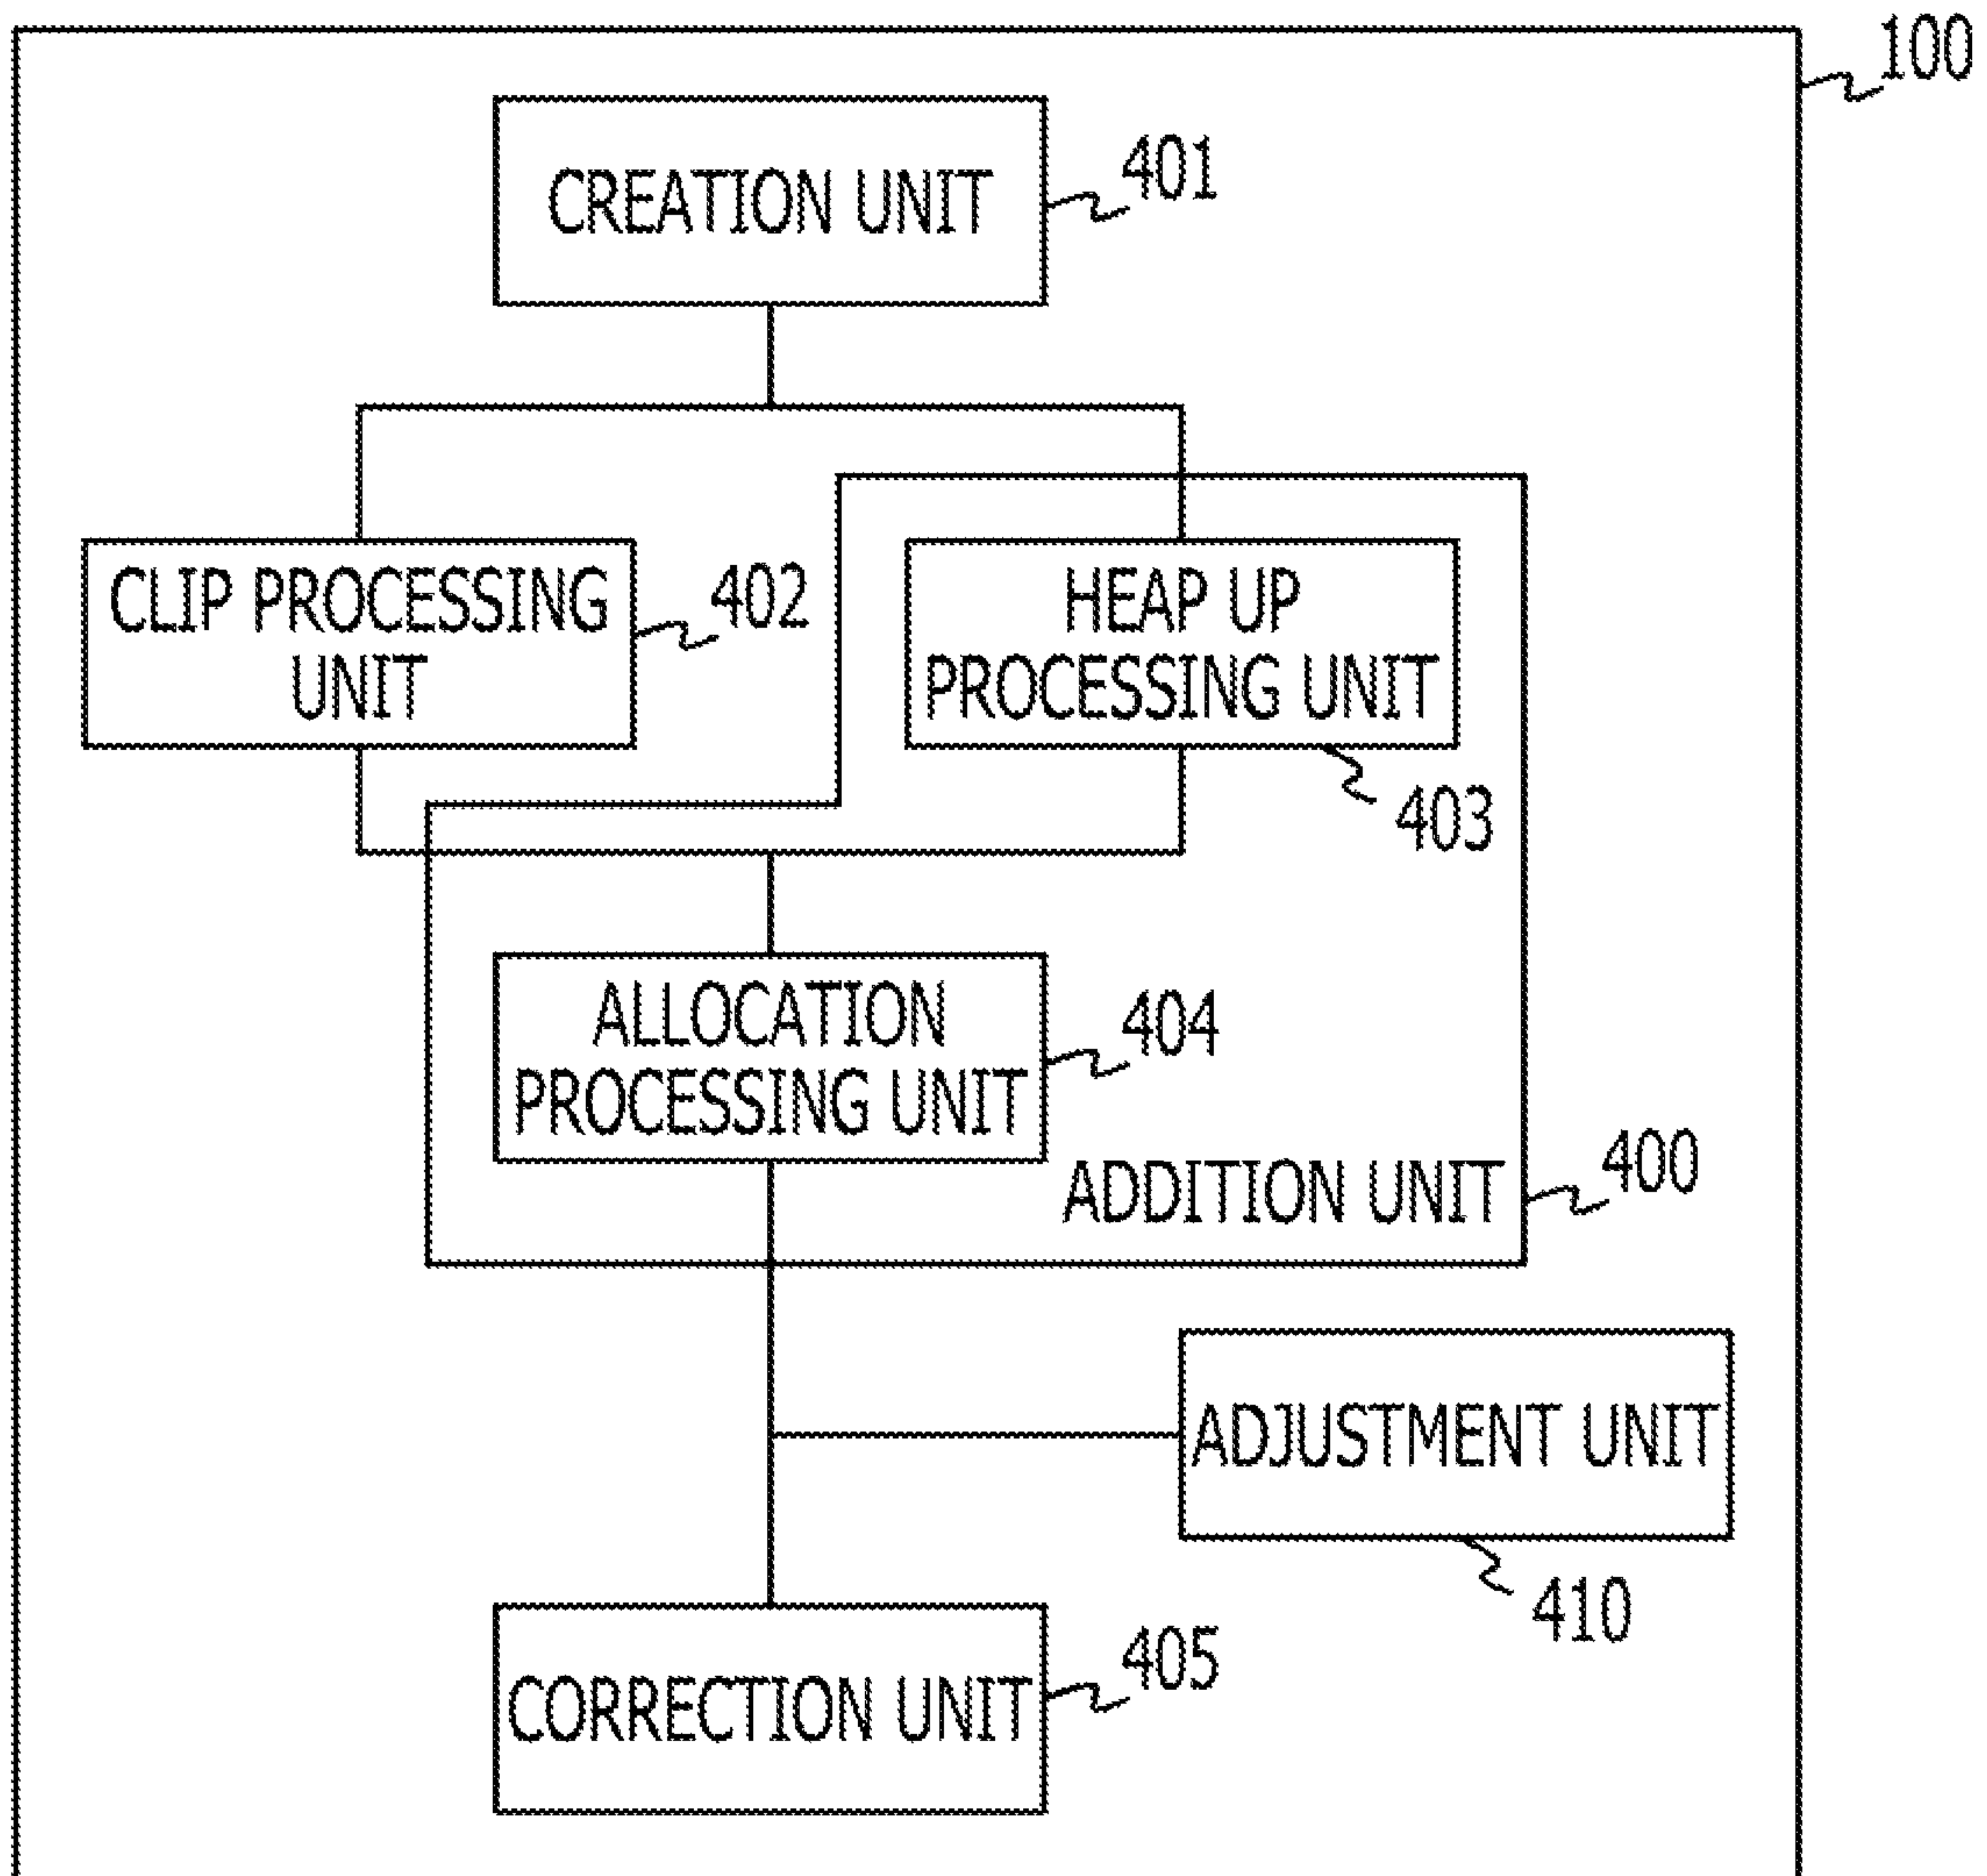 100
CREATION UNIT
401
CLIP PROCESSING
UNIT
402
HEAP UP
PROCESSING UNIT
403
ALLOCATION
PROCESSING UNIT
404
ADDITION UNIT
400
ADJUSTMENT UNIT
410
CORRECTION UNIT
405